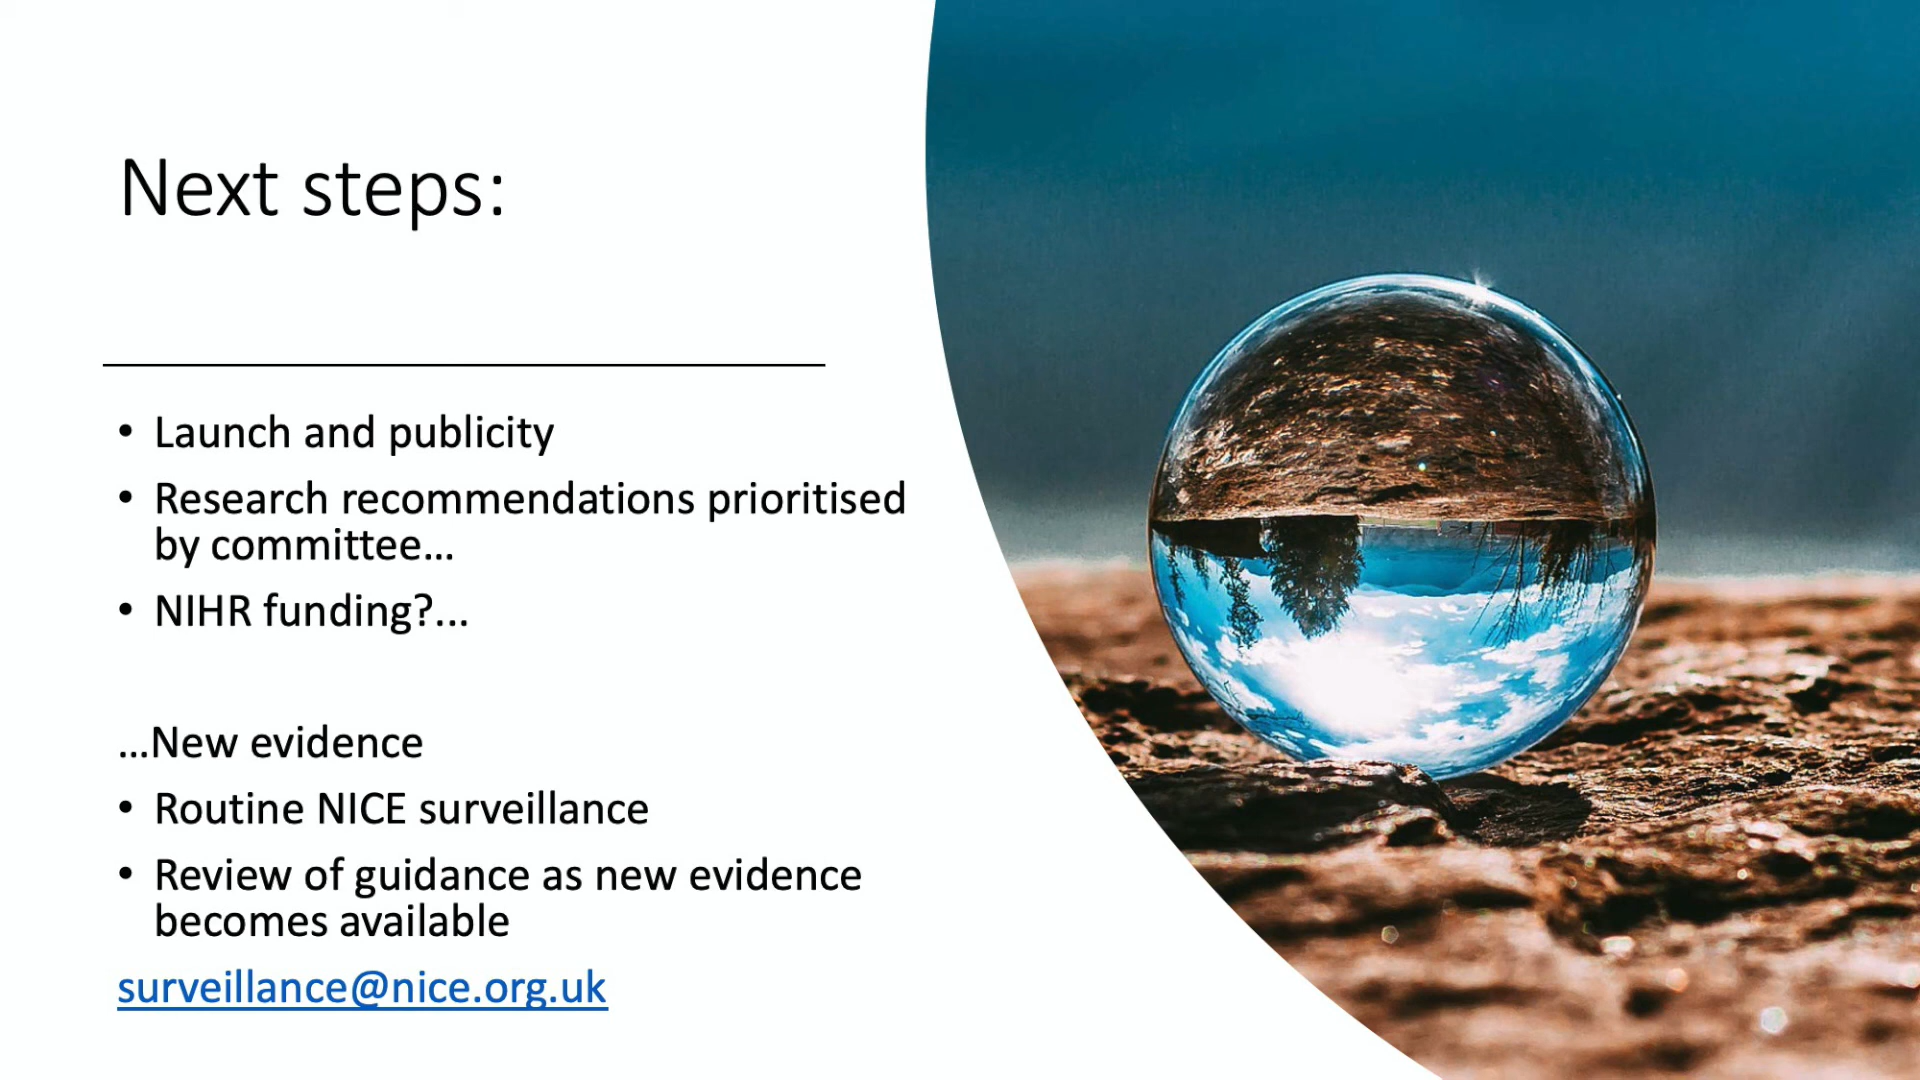 Next steps:
• Launch and publicity
• Research recommendations prioritised
by committee...
• NIHR funding?...
...New evidence
• Routine NICE surveillance
• Review of guidance as new evidence
becomes available
surveillance@nice.org.uk